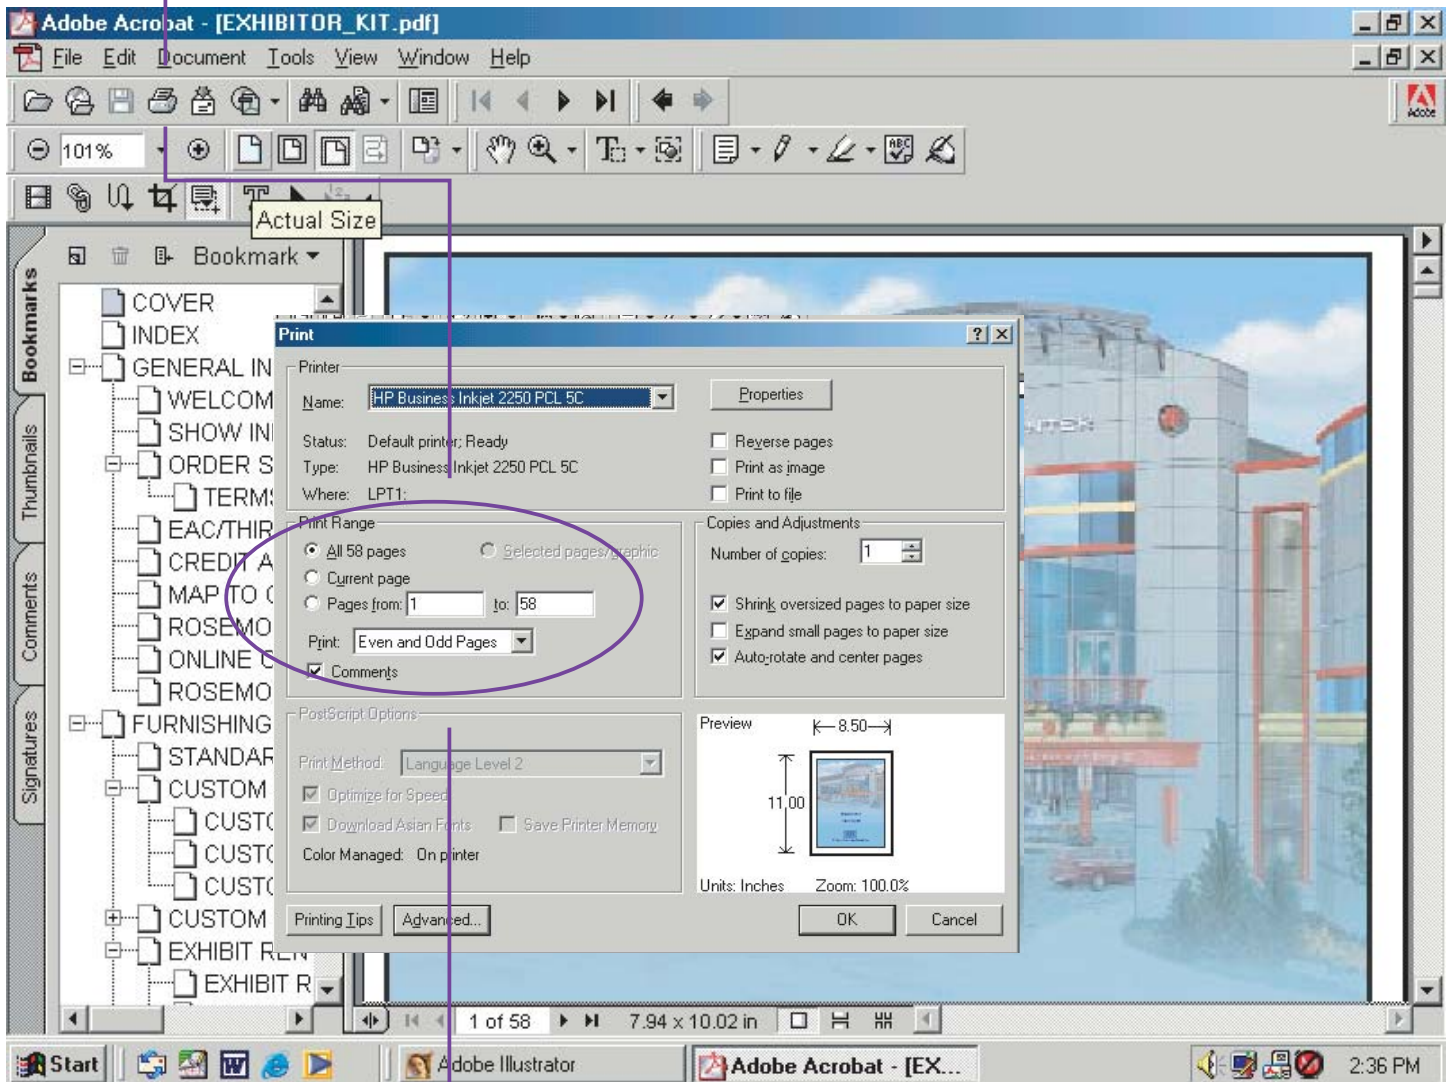 Adobe Acrobat - [EXHIBITOR_KIT.pdf]
File Edit Document Tools View Window Help
Adobe
101%
Actual Size
Bookmark
Bookmarks
Thumbnails
Comments
Signatures
COVER
INDEX
GENERAL IN
WELCOM
SHOW IN
ORDER S
TERMS
EAC/THIR
CREDIT A
MAP TO
ROSEMO
ONLINE
ROSEMO
FURNISHING
STANDAR
CUSTOM
CUSTO
CUSTO
CUSTO
CUSTOM
EXHIBIT REN
EXHIBIT R
Print
Printer
Name: HP Business Inkjet 2250 PCL 5C
Properties
Status: Default printer; Ready
Type: HP Business Inkjet 2250 PCL 5C
Where: LPT1:
Reverse pages
Print as image
Print to file
Print Range
All 58 pages Selected pages/graphic
Current page
Pages from: 1 to: 58
Print: Even and Odd Pages
Comments
Copies and Adjustments
Number of copies: 1
Shrink oversized pages to paper size
Expand small pages to paper size
Auto-rotate and center pages
PostScript Options
Print Method: Language Level 2
Optimize for Speed
Download Asian Fonts Save Printer Memory
Color Managed: On printer
Preview
8.50
11.00
Units: Inches Zoom: 100.0%
Printing Tips Advanced... OK Cancel
1 of 58 7.94 x 10.02 in
Start Adobe Illustrator Adobe Acrobat - [EX... 2:36 PM